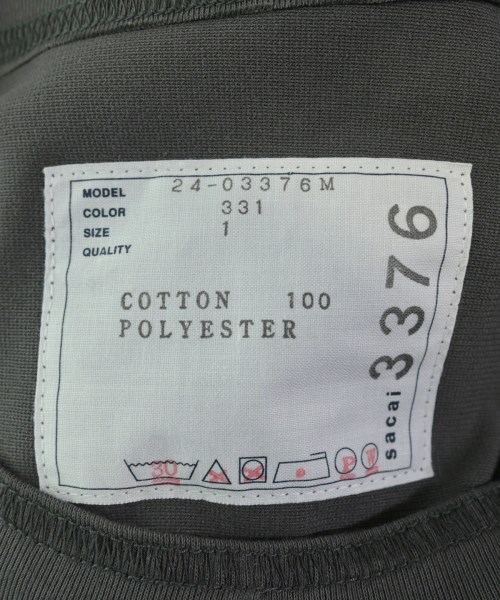 MODEL 24-03376M
COLOR 331
SIZE 1
QUALITY
COTTON 100
POLYESTER
30
P W
sacai 3376